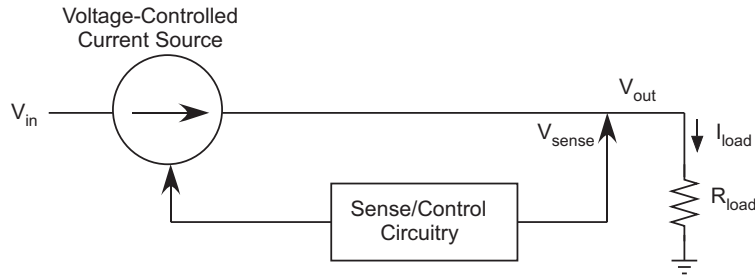 Voltage-Controlled
Current Source
V_in
V_out
V_sense
I_load
Sense/Control
Circuitry
R_load